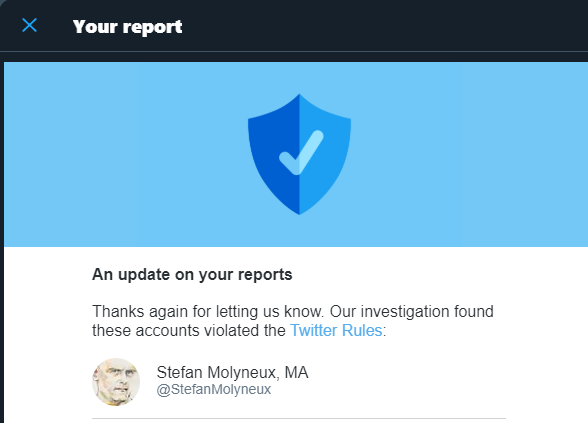 Your report
An update on your reports
Thanks again for letting us know. Our investigation found
these accounts violated the Twitter Rules:
Stefan Molyneux, MA
@StefanMolyneux